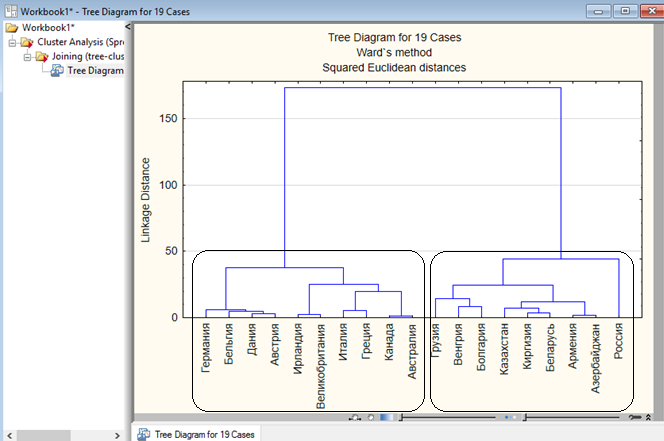 Workbook1* - Tree Diagram for 19 Cases
Workbook1*
Cluster Analysis (Spre
Joining (tree-clus
Tree Diagram
Tree Diagram for 19 Cases
Ward`s method
Squared Euclidean distances
Linkage Distance
150
100
50
0
Германия
Бельгия
Дания
Австрия
Ирландия
Великобритания
Италия
Греция
Канада
Австралия
Грузия
Венгрия
Болгария
Казахстан
Киргизия
Беларусь
Армения
Азербайджан
Россия
Tree Diagram for 19 Cases